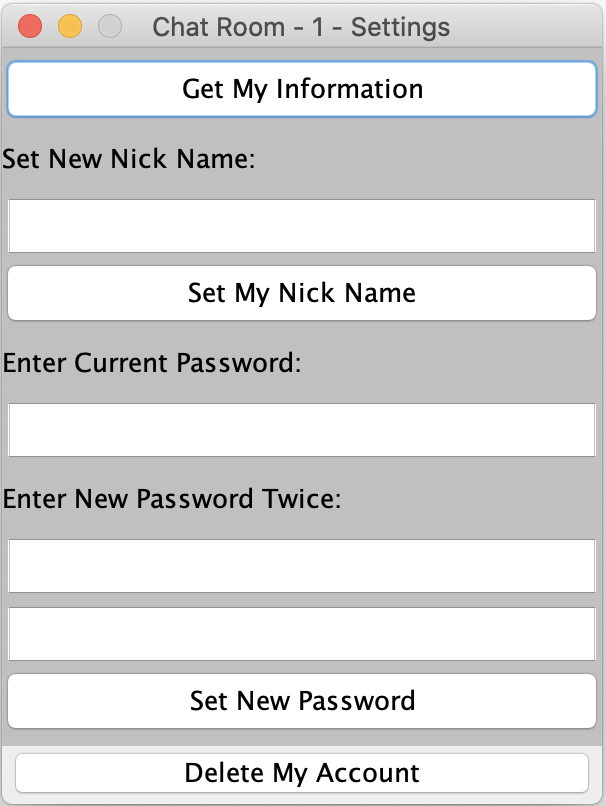 Chat Room - 1 - Settings
Get My Information
Set New Nick Name:
Set My Nick Name
Enter Current Password:
Enter New Password Twice:
Set New Password
Delete My Account